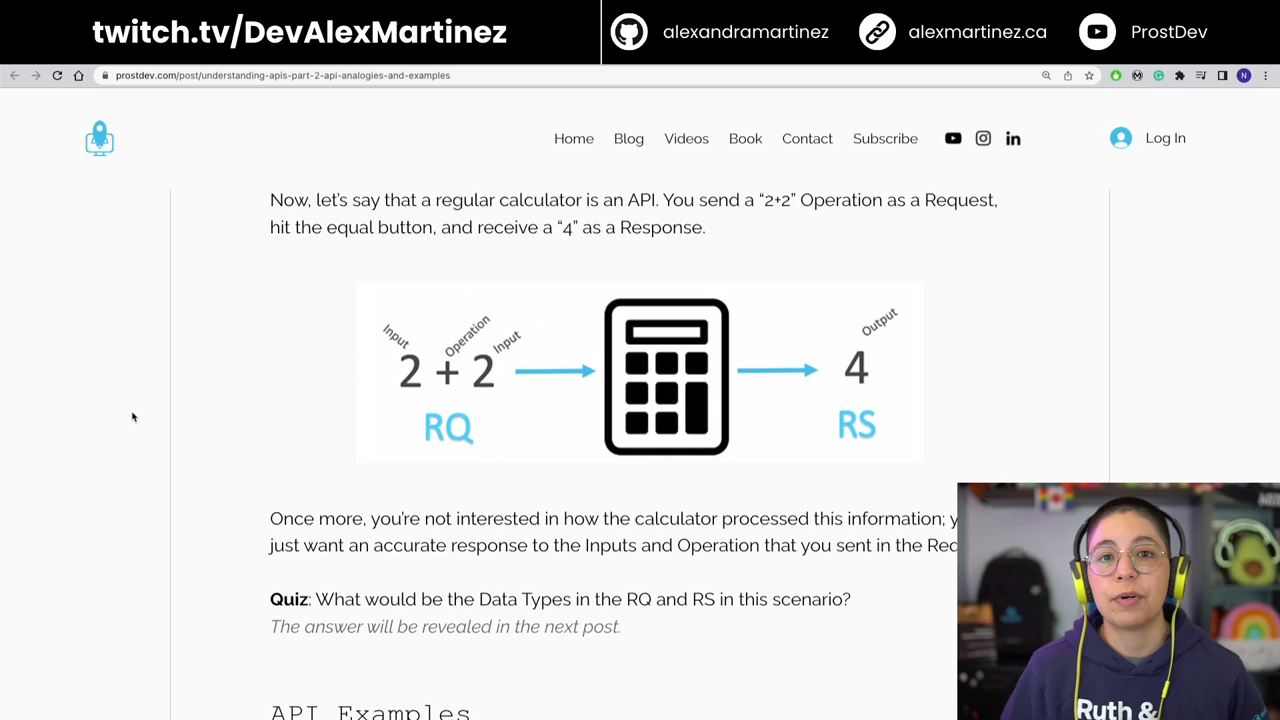 twitch.tv/DevAlexMartinez
alexandramartinez
alexmartinez.ca
ProstDev
prostdev.com/post/understanding-apis-part-2-api-analogies-and-examples
N
Home Blog Videos Book Contact Subscribe
Log In
Now, let's say that a regular calculator is an API. You send a “2+2” Operation as a Request,
hit the equal button, and receive a “4” as a Response.
Input Operation Input
2 + 2
RQ
Output
4
RS
Once more, you're not interested in how the calculator processed this information;
just want an accurate response to the Inputs and Operation that you sent in the
Quiz: What would be the Data Types in the RQ and RS in this scenario?
The answer will be revealed in the next post.
API Examples
Ruth &